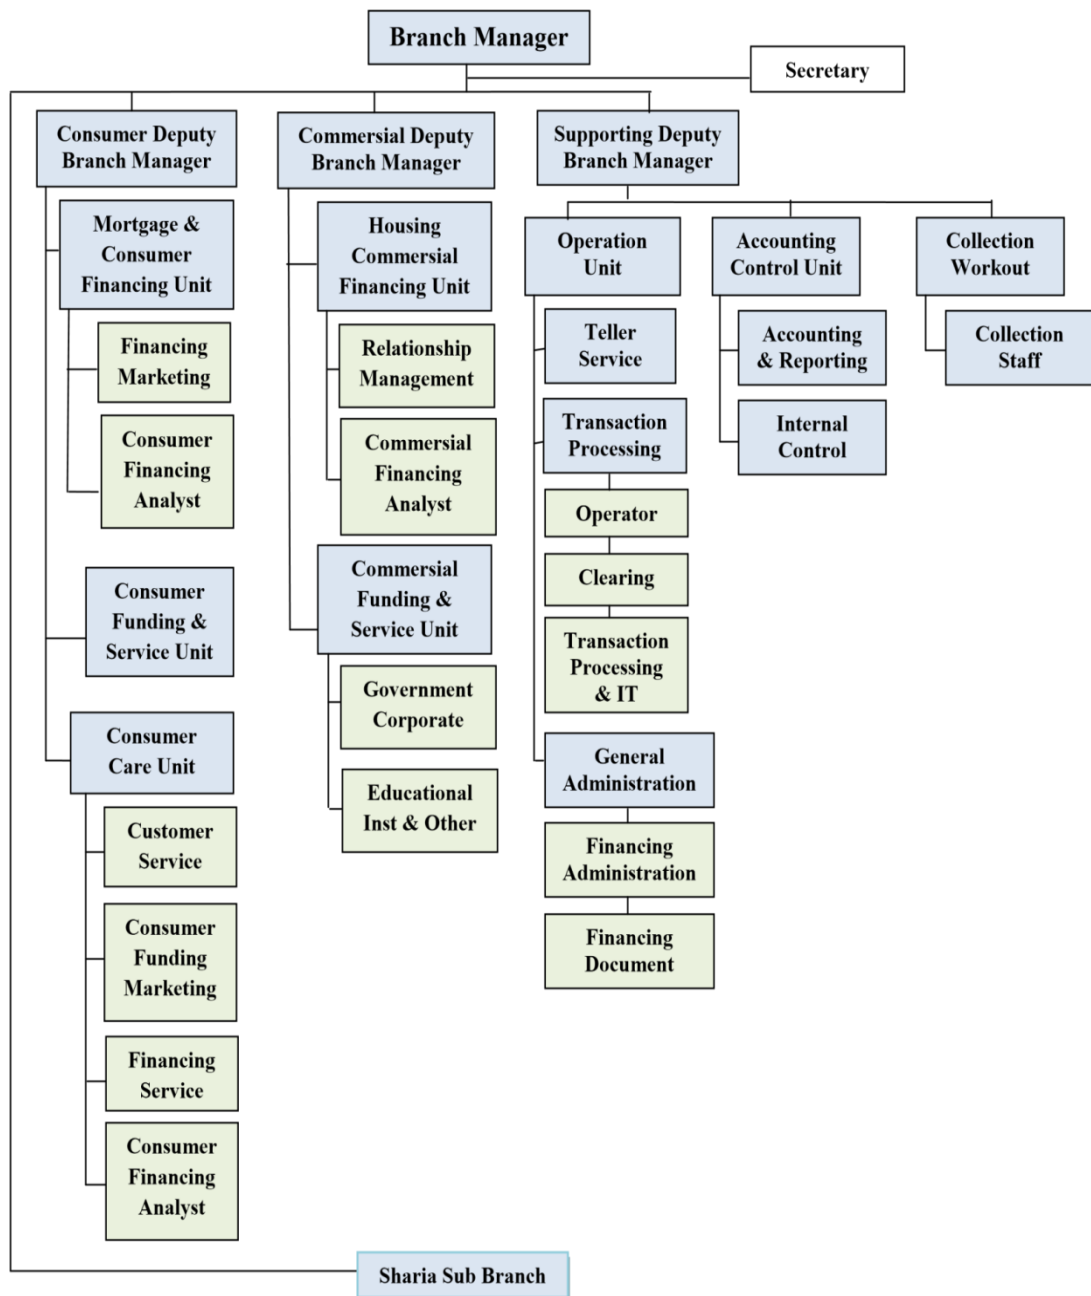 Branch Manager
Secretary
Consumer Deputy
Branch Manager
Commersial Deputy
Branch Manager
Supporting Deputy
Branch Manager
Mortgage &
Consumer
Financing Unit
Financing
Marketing
Consumer
Financing
Analyst
Consumer
Funding &
Service Unit
Consumer
Care Unit
Customer
Service
Consumer
Funding
Marketing
Financing
Service
Consumer
Financing
Analyst
Housing
Commercial
Financing Unit
Relationship
Management
Commersial
Financing
Analyst
Commersial
Funding &
Service Unit
Government
Corporate
Educational
Inst & Other
Operation
Unit
Teller
Service
Transaction
Processing
Operator
Clearing
Transaction
Processing
& IT
General
Administration
Financing
Administration
Financing
Document
Accounting
Control Unit
Accounting
& Reporting
Internal
Control
Collection
Workout
Collection
Staff
Sharia Sub Branch